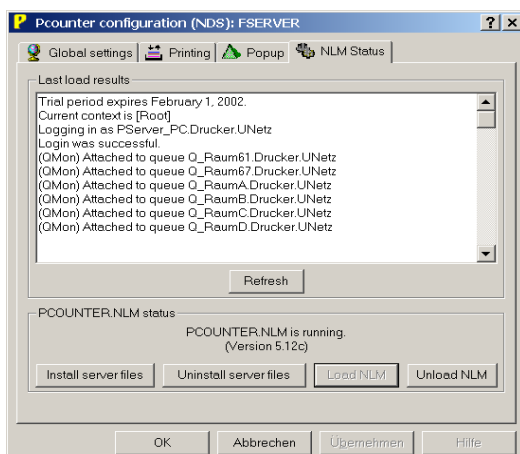 Pcounter configuration (NDS): FSERVER
Global settings Printing Popup NLM Status
Last load results
Trial period expires February 1, 2002.
Current context is [Root]
Logging in as PServer_PC.Drucker.UNetz
Login was successful.
(QMon) Attached to queue Q_Raum61.Drucker.UNetz
(QMon) Attached to queue Q_Raum67.Drucker.UNetz
(QMon) Attached to queue Q_RaumA.Drucker.UNetz
(QMon) Attached to queue Q_RaumB.Drucker.UNetz
(QMon) Attached to queue Q_RaumC.Drucker.UNetz
(QMon) Attached to queue Q_RaumD.Drucker.UNetz
Refresh
PCOUNTER.NLM status
PCOUNTER.NLM is running.
(Version 5.12c)
Install server files Uninstall server files Load NLM Unload NLM
OK Abbrechen Übernehmen Hilfe